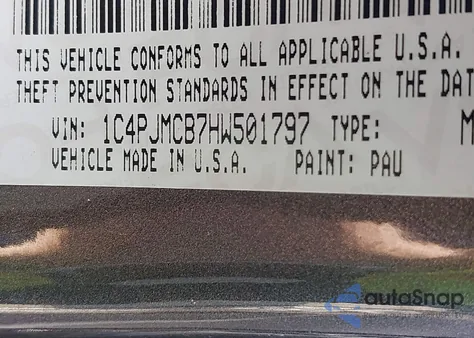 THIS VEHICLE CONFORMS TO ALL APPLICABLE U.S.A.
THEFT PREVENTION STANDARDS IN EFFECT ON THE DAT
VIN: 1C4PJMCB7HW501797 TYPE: M
VEHICLE MADE IN U.S.A. PAINT: PAU
autoSnap